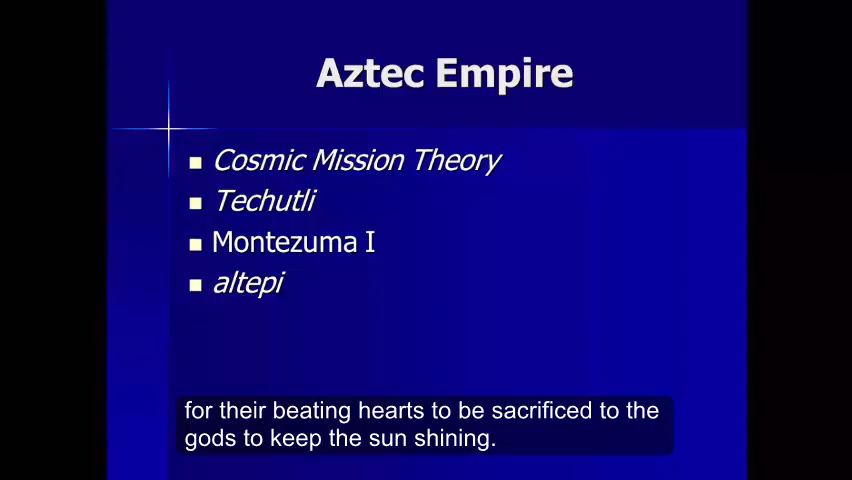 Aztec Empire
Cosmic Mission Theory
Techutli
Montezuma I
altepi
for their beating hearts to be sacrificed to the
gods to keep the sun shining.